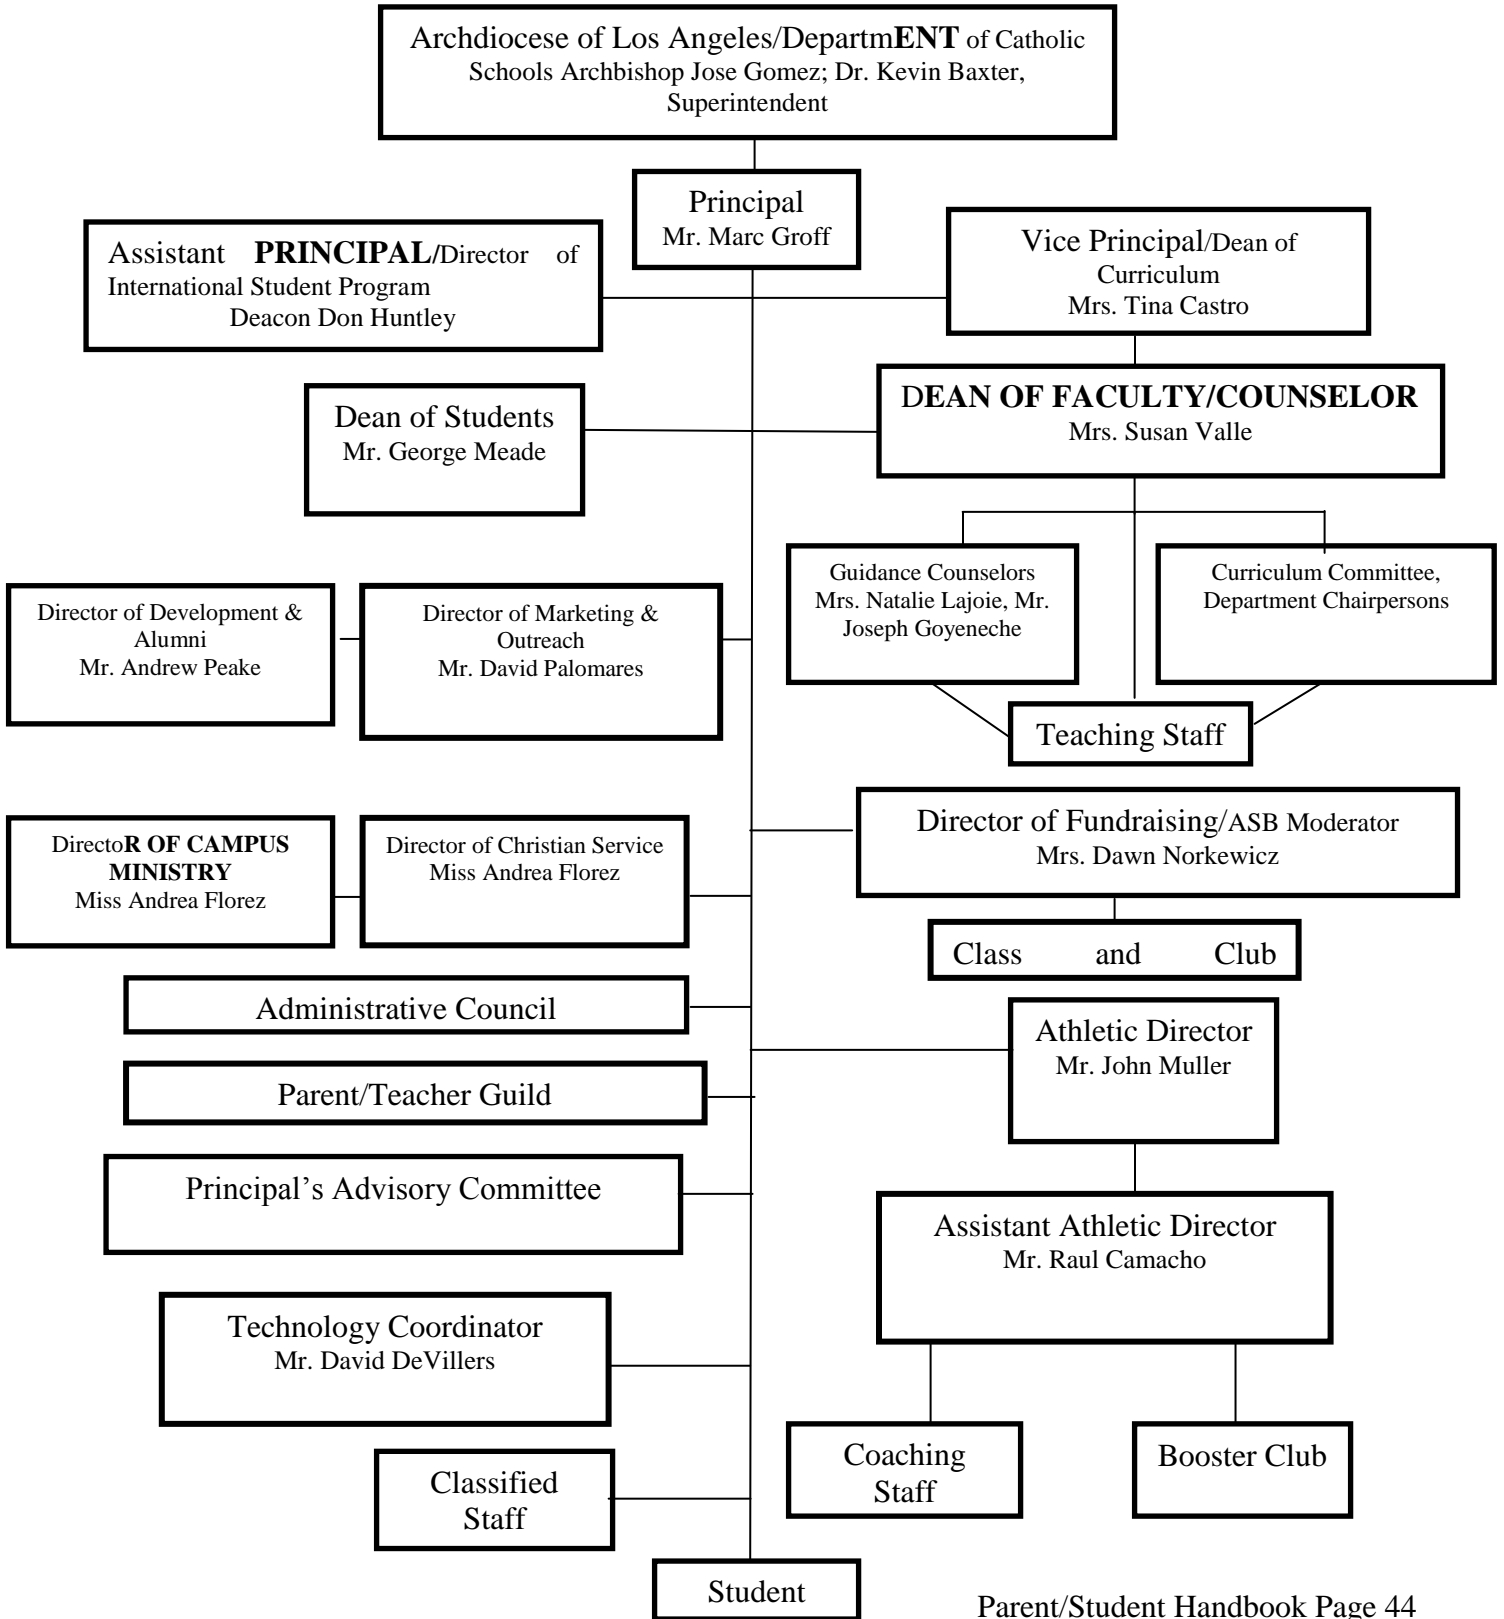 Archdiocese of Los Angeles/DepartmENT of Catholic
Schools Archbishop Jose Gomez; Dr. Kevin Baxter,
Superintendent
Principal
Mr. Marc Groff
Assistant PRINCIPAL/Director of
International Student Program
Deacon Don Huntley
Vice Principal/Dean of
Curriculum
Mrs. Tina Castro
Dean of Students
Mr. George Meade
DEAN OF FACULTY/COUNSELOR
Mrs. Susan Valle
Guidance Counselors
Mrs. Natalie Lajoie, Mr.
Joseph Goyeneche
Curriculum Committee,
Department Chairpersons
Director of Development &
Alumni
Mr. Andrew Peake
Director of Marketing &
Outreach
Mr. David Palomares
Teaching Staff
Director of Fundraising/ASB Moderator
Mrs. Dawn Norkewicz
DirectoR OF CAMPUS
MINISTRY
Miss Andrea Florez
Director of Christian Service
Miss Andrea Florez
Class and Club
Administrative Council
Athletic Director
Mr. John Muller
Parent/Teacher Guild
Principal’s Advisory Committee
Assistant Athletic Director
Mr. Raul Camacho
Technology Coordinator
Mr. David DeVillers
Coaching
Staff
Booster Club
Classified
Staff
Student
Parent/Student Handbook Page 44